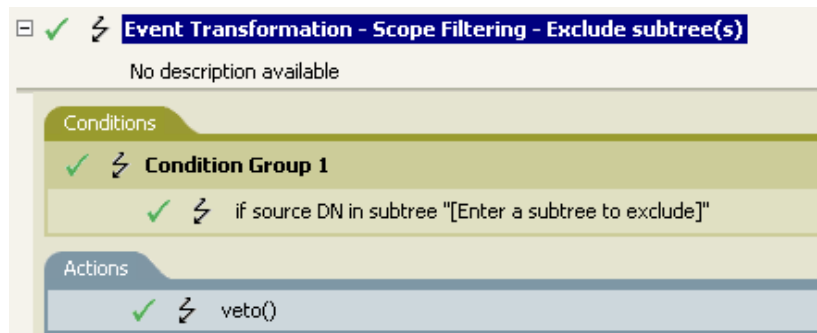 Event Transformation - Scope Filtering - Exclude subtree(s)
No description available
Conditions
Condition Group 1
if source DN in subtree "[Enter a subtree to exclude]"
Actions
veto()